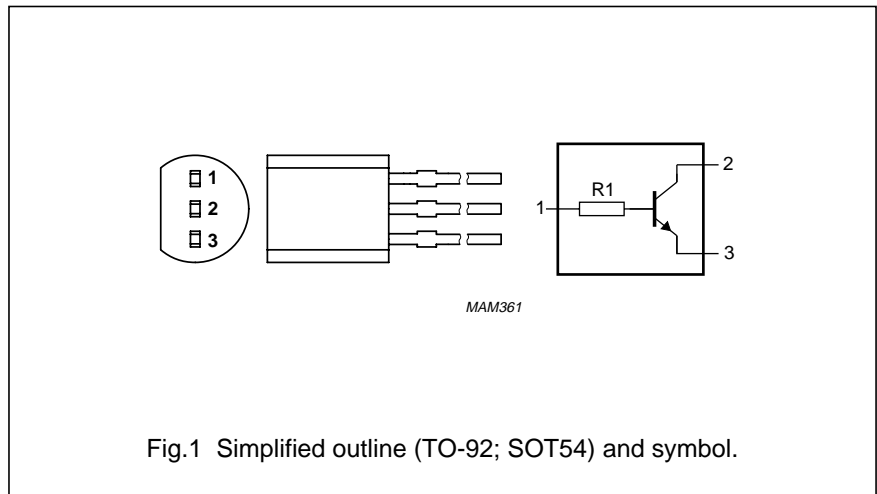 1
2
3
R1
1
2
3
MAM361
Fig.1 Simplified outline (TO-92; SOT54) and symbol.